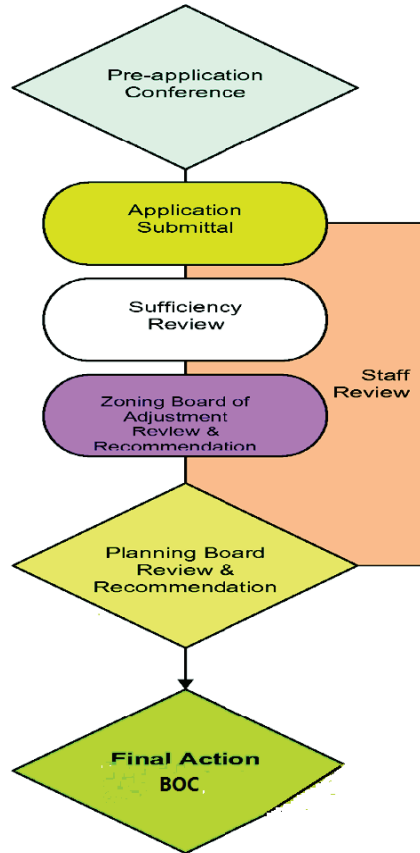 Pre-application
Conference
Application
Submittal
Sufficiency
Review
Staff
Review
Zoning Board of
Adjustment
Review &
Recommendation
Planning Board
Review &
Recommendation
Final Action
BOC